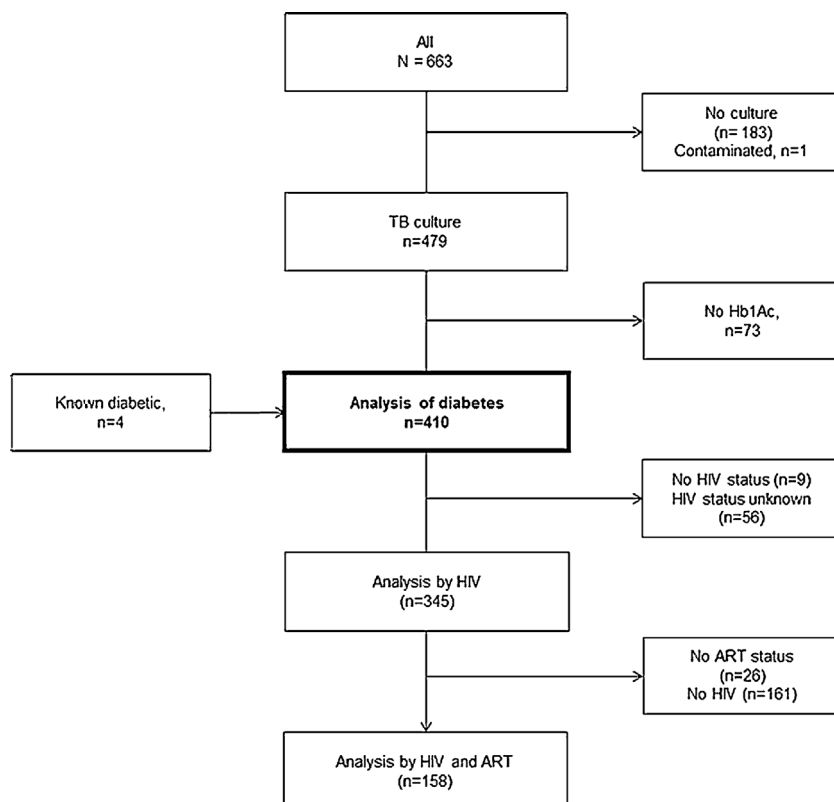 All
N = 663
No culture
(n= 183)
Contaminated, n=1
TB culture
n=479
No Hb1Ac,
n=73
Known diabetic,
n=4
Analysis of diabetes
n=410
No HIV status (n=9)
HIV status unknown
(n=56)
Analysis by HIV
(n=345)
No ART status
(n=26)
No HIV (n=161)
Analysis by HIV and ART
(n=158)